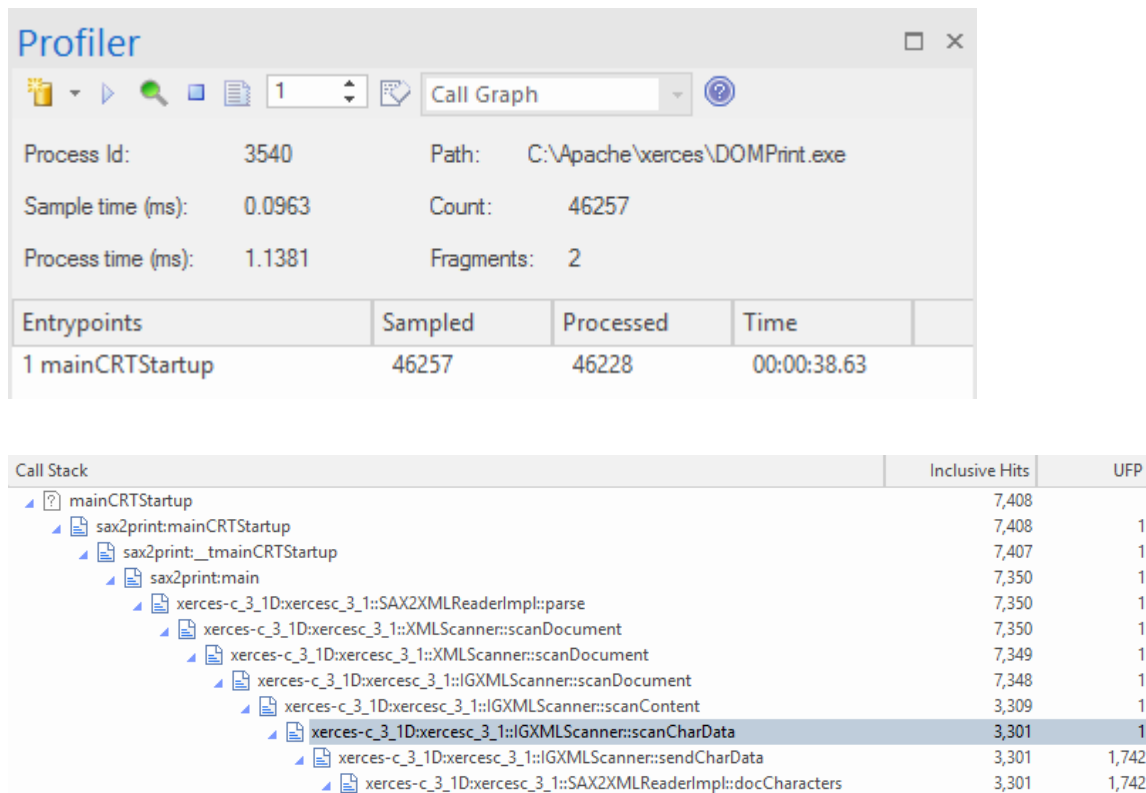 Profiler
1 Call Graph
Process Id: 3540 Path: C:\Apache\xerces\DOMPrint.exe
Sample time (ms): 0.0963 Count: 46257
Process time (ms): 1.1381 Fragments: 2
Entrypoints Sampled Processed Time
1 mainCRTStartup 46257 46228 00:00:38.63
Call Stack Inclusive Hits UFP
mainCRTStartup 7,408
sax2print:mainCRTStartup 7,408 1
sax2print:__tmainCRTStartup 7,407 1
sax2print:main 7,350 1
xerces-c_3_1D:xercesc_3_1::SAX2XMLReaderImpl::parse 7,350 1
xerces-c_3_1D:xercesc_3_1::XMLScanner::scanDocument 7,350 1
xerces-c_3_1D:xercesc_3_1::XMLScanner::scanDocument 7,349 1
xerces-c_3_1D:xercesc_3_1::IGXMLScanner::scanDocument 7,348 1
xerces-c_3_1D:xercesc_3_1::IGXMLScanner::scanContent 3,309 1
xerces-c_3_1D:xercesc_3_1::IGXMLScanner::scanCharData 3,301 1
xerces-c_3_1D:xercesc_3_1::IGXMLScanner::sendCharData 3,301 1,742
xerces-c_3_1D:xercesc_3_1::SAX2XMLReaderImpl::docCharacters 3,301 1,742